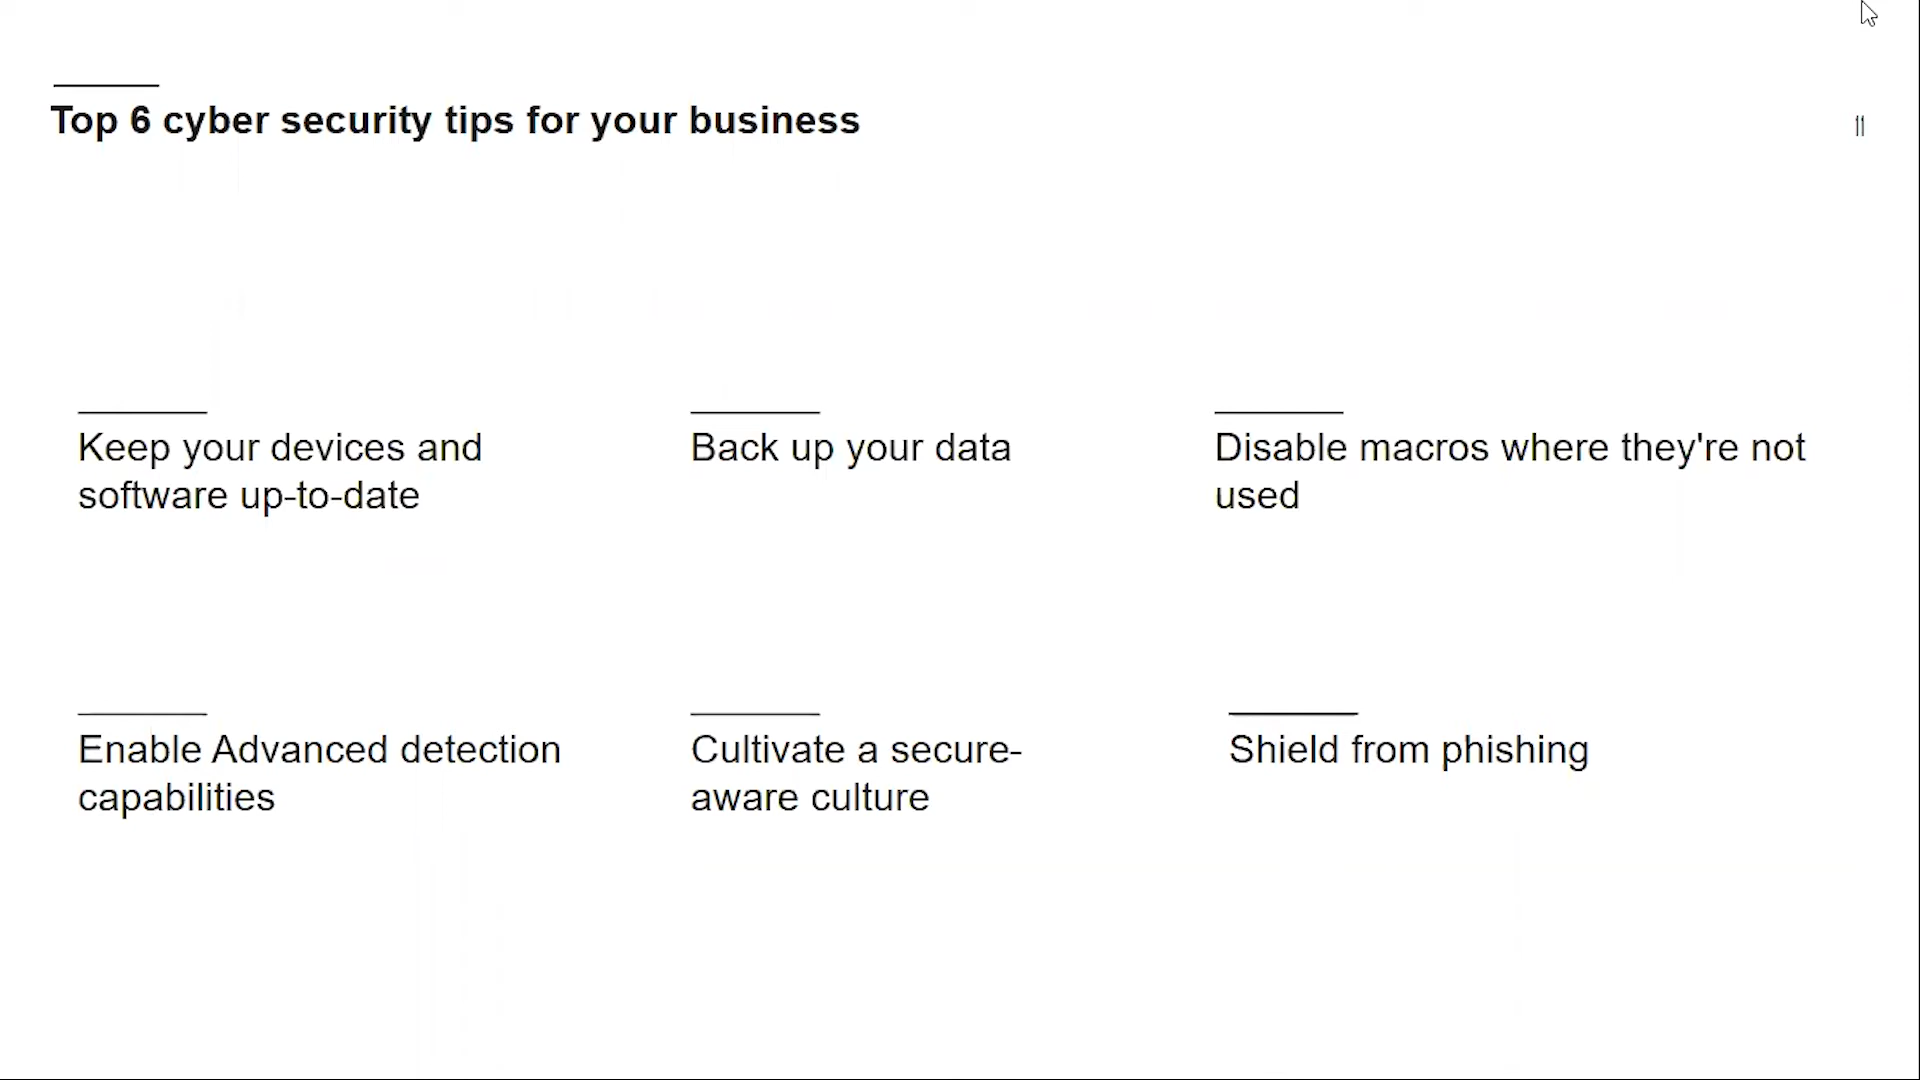 Top 6 cyber security tips for your business
11
Keep your devices and
software up-to-date
Back up your data
Disable macros where they're not
used
Enable Advanced detection
capabilities
Cultivate a secure-
aware culture
Shield from phishing